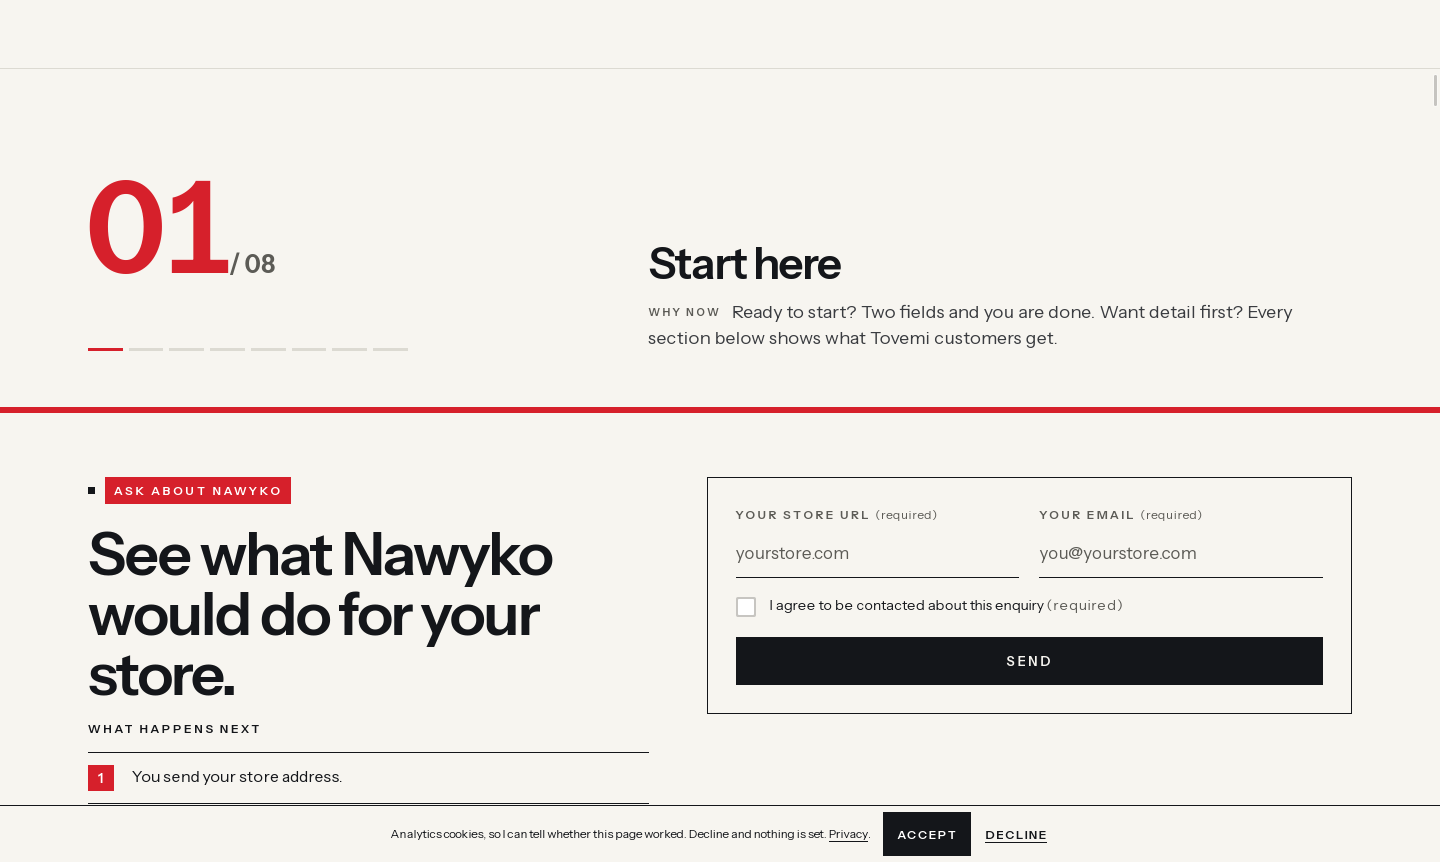 01 / 08
Start here
WHY NOW Ready to start? Two fields and you are done. Want detail first? Every
section below shows what Tovemi customers get.
ASK ABOUT NAWYKO
See what Nawyko
would do for your
store.
WHAT HAPPENS NEXT
1 You send your store address.
YOUR STORE URL (required)
yourstore.com
YOUR EMAIL (required)
you@yourstore.com
I agree to be contacted about this enquiry (required)
SEND
Analytics cookies, so I can tell whether this page worked. Decline and nothing is set. Privacy.
ACCEPT
DECLINE